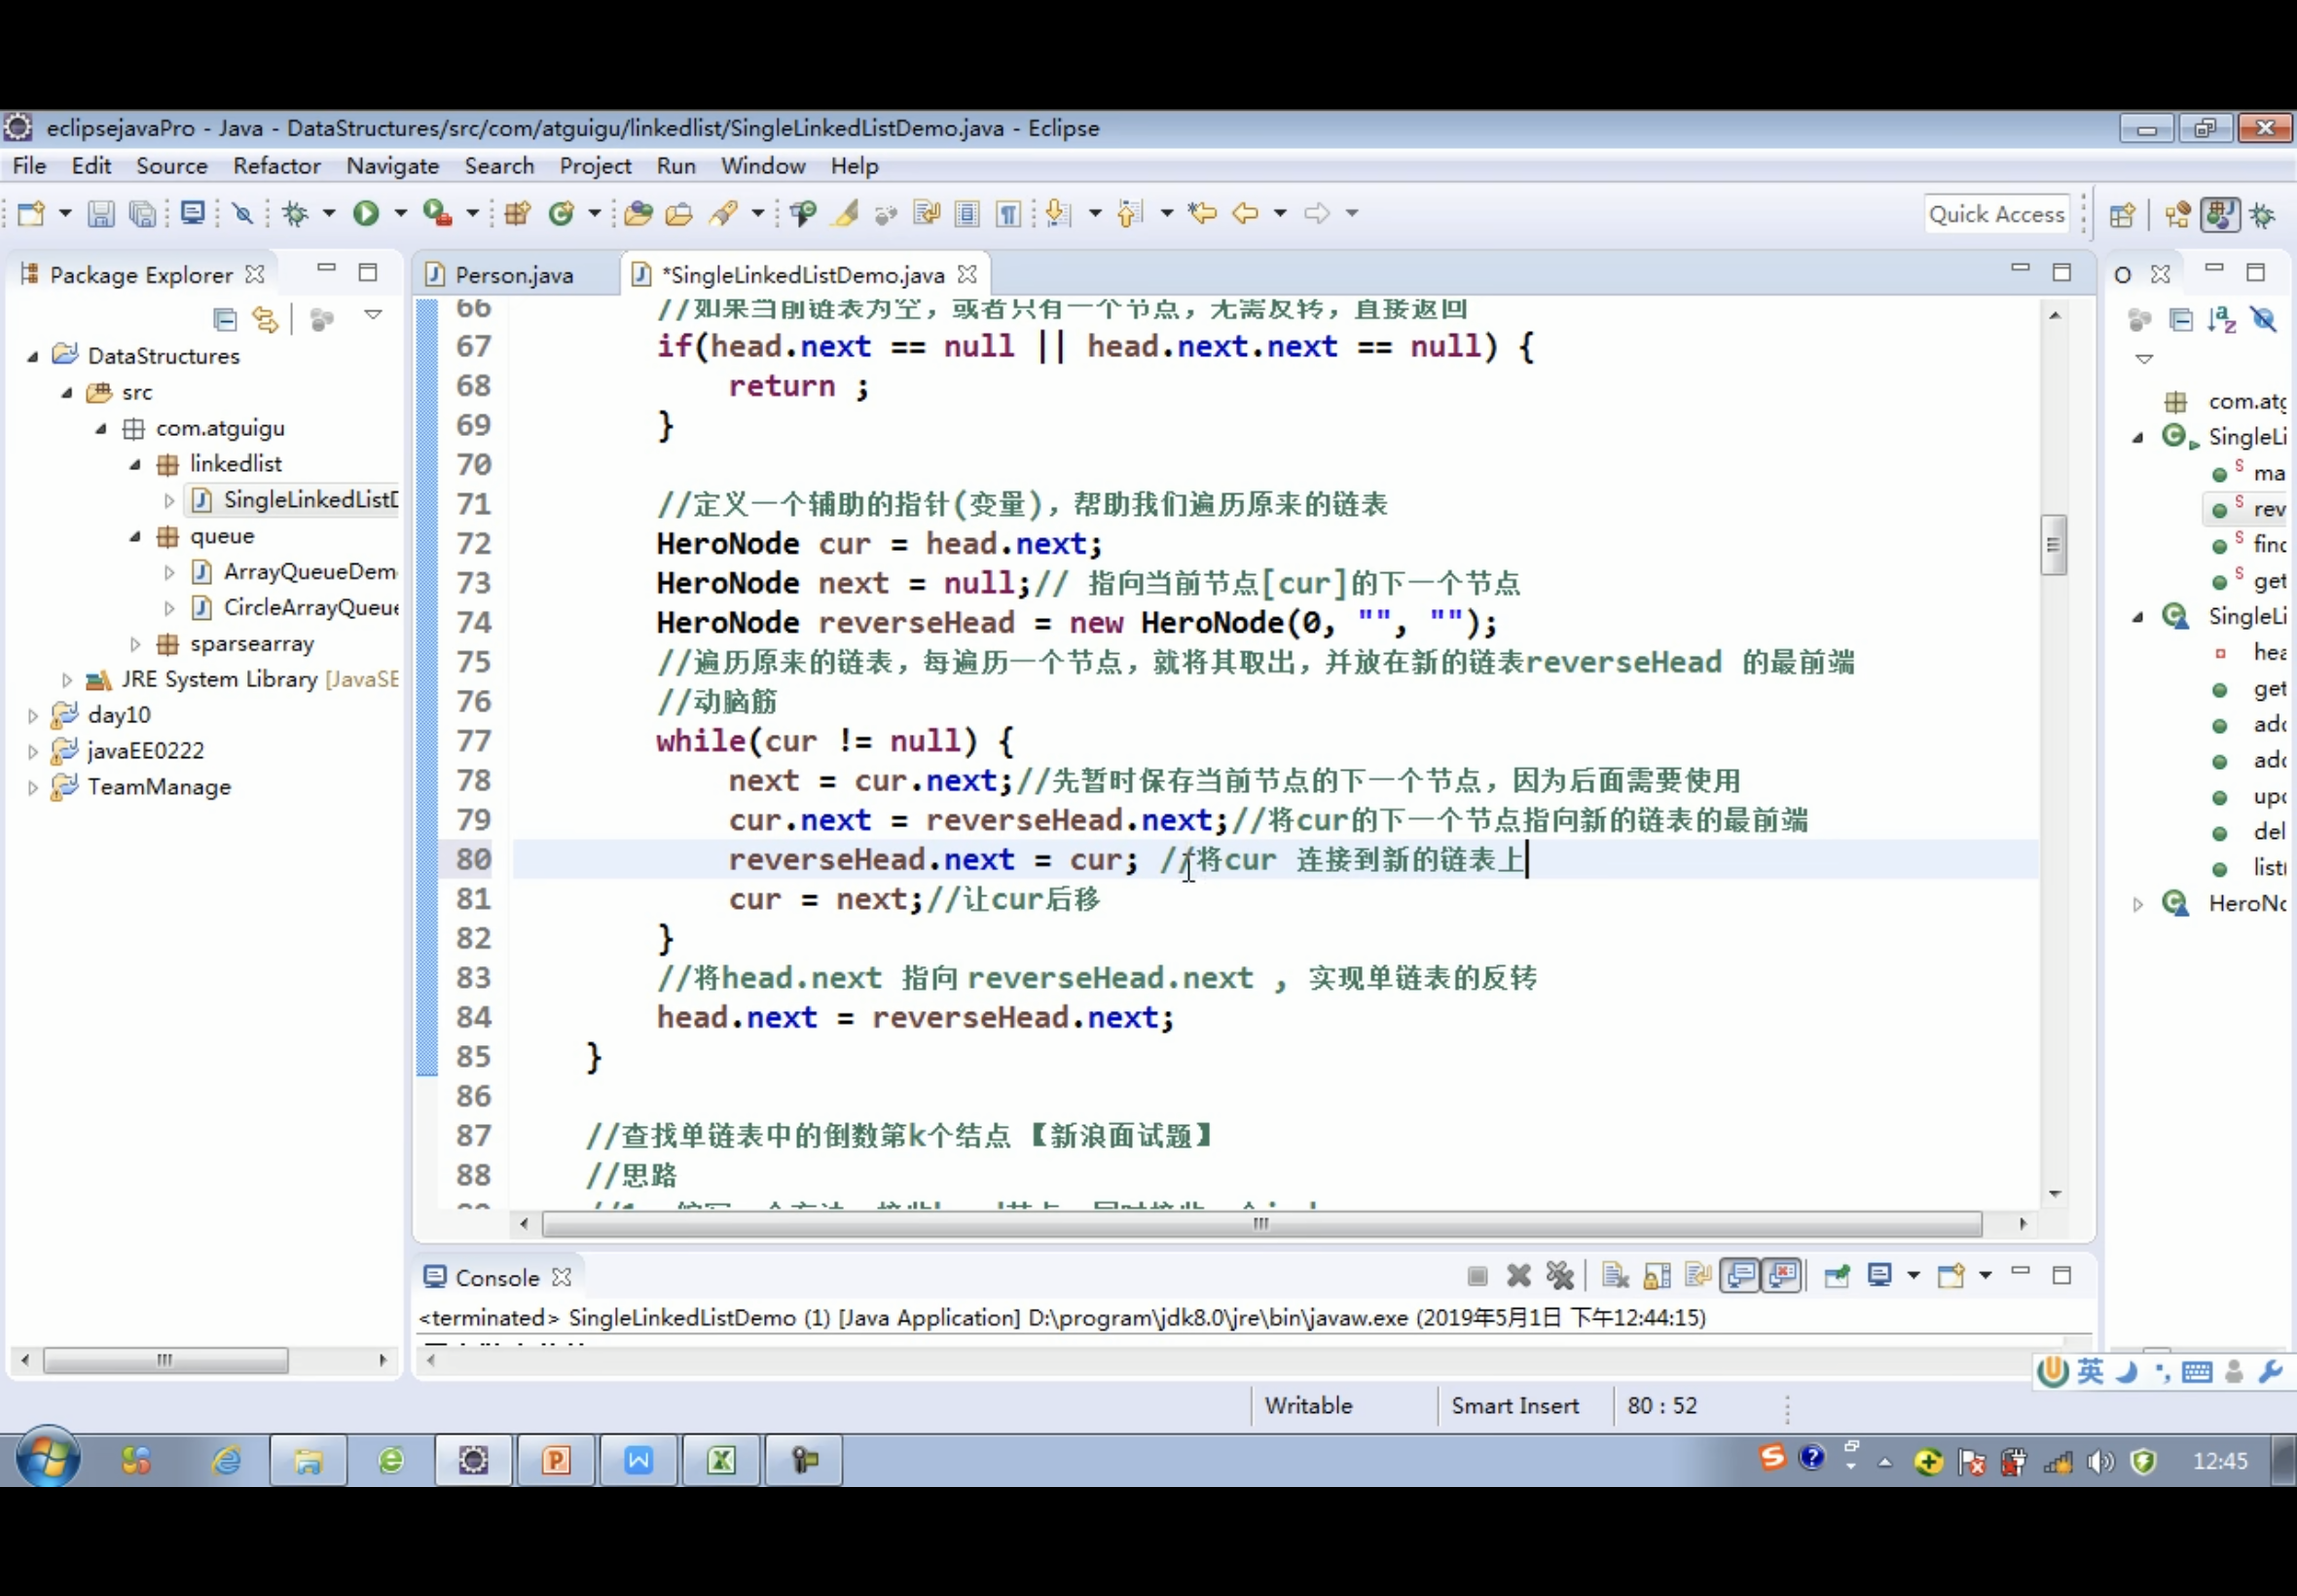 eclipsejavaPro - Java - DataStructures/src/com/atguigu/linkedlist/SingleLinkedListDemo.java - Eclipse
File Edit Source Refactor Navigate Search Project Run Window Help
Quick Access
Package Explorer
DataStructures
src
com.atguigu
linkedlist
SingleLinkedListD
queue
ArrayQueueDem
CircleArrayQueue
sparsearray
JRE System Library [JavaSE
day10
javaEE0222
TeamManage
Person.java *SingleLinkedListDemo.java
66 //如果当前链表为空，或者只有一个节点，无需反转，直接返回
67 if(head.next == null || head.next.next == null) {
68 return ;
69 }
70
71 //定义一个辅助的指针(变量)，帮助我们遍历原来的链表
72 HeroNode cur = head.next;
73 HeroNode next = null;// 指向当前节点[cur]的下一个节点
74 HeroNode reverseHead = new HeroNode(0, "", "");
75 //遍历原来的链表，每遍历一个节点，就将其取出，并放在新的链表reverseHead 的最前端
76 //动脑筋
77 while(cur != null) {
78 next = cur.next;//先暂时保存当前节点的下一个节点，因为后面需要使用
79 cur.next = reverseHead.next;//将cur的下一个节点指向新的链表的最前端
80 reverseHead.next = cur; //将cur 连接到新的链表上
81 cur = next;//让cur后移
82 }
83 //将head.next 指向 reverseHead.next , 实现单链表的反转
84 head.next = reverseHead.next;
85 }
86
87 //查找单链表中的倒数第k个结点 【新浪面试题】
88 //思路
O
com.atg
SingleLi
ma
rev
find
get
SingleLi
hea
get
add
add
upd
del
list(
HeroNo
Console
<terminated> SingleLinkedListDemo (1) [Java Application] D:\program\jdk8.0\jre\bin\javaw.exe (2019年5月1日 下午12:44:15)
英
Writable Smart Insert 80 : 52
12:45